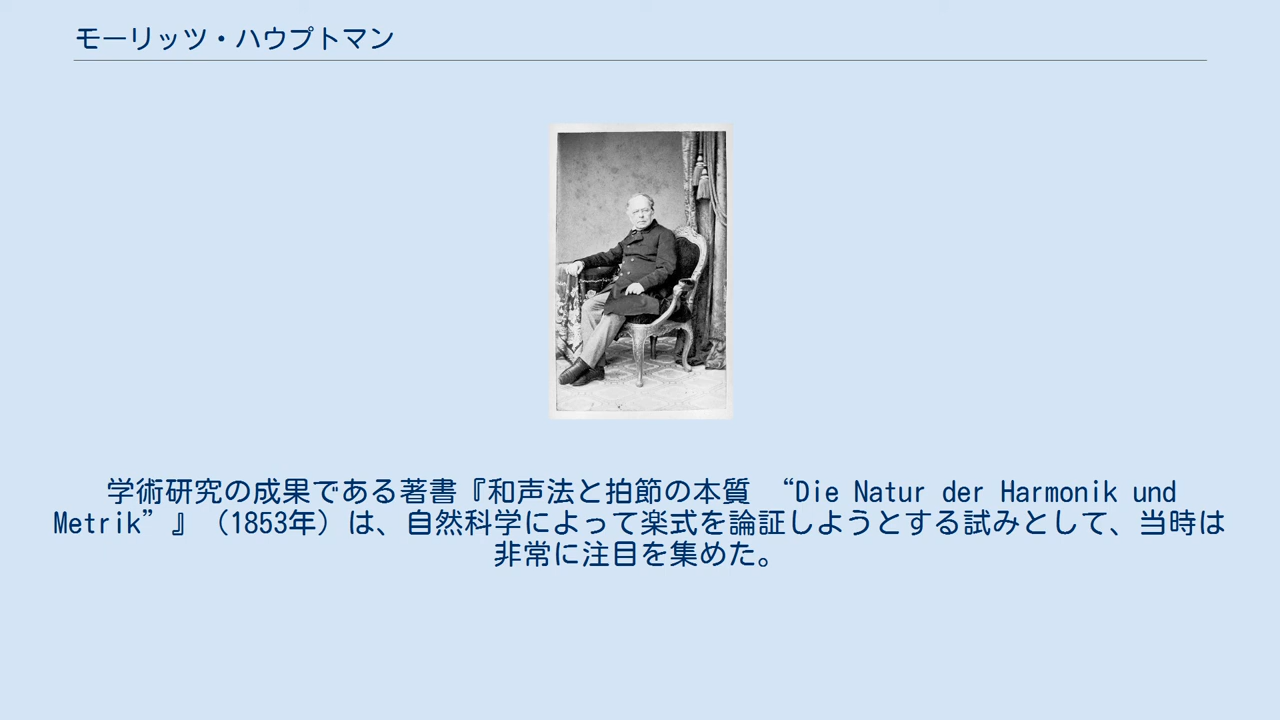 モーリッツ・ハウプトマン
学術研究の成果である著書『和声法と拍節の本質　“Die Natur der Harmonik und
Metrik”』（1853年）は、自然科学によって楽式を論証しようとする試みとして、当時は
非常に注目を集めた。